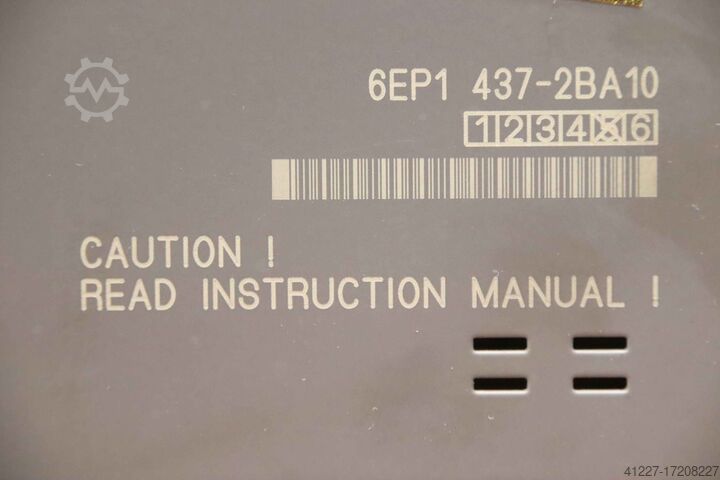 6EP1 437-2BA10
123456
CAUTION !
READ INSTRUCTION MANUAL !
41227-17208227